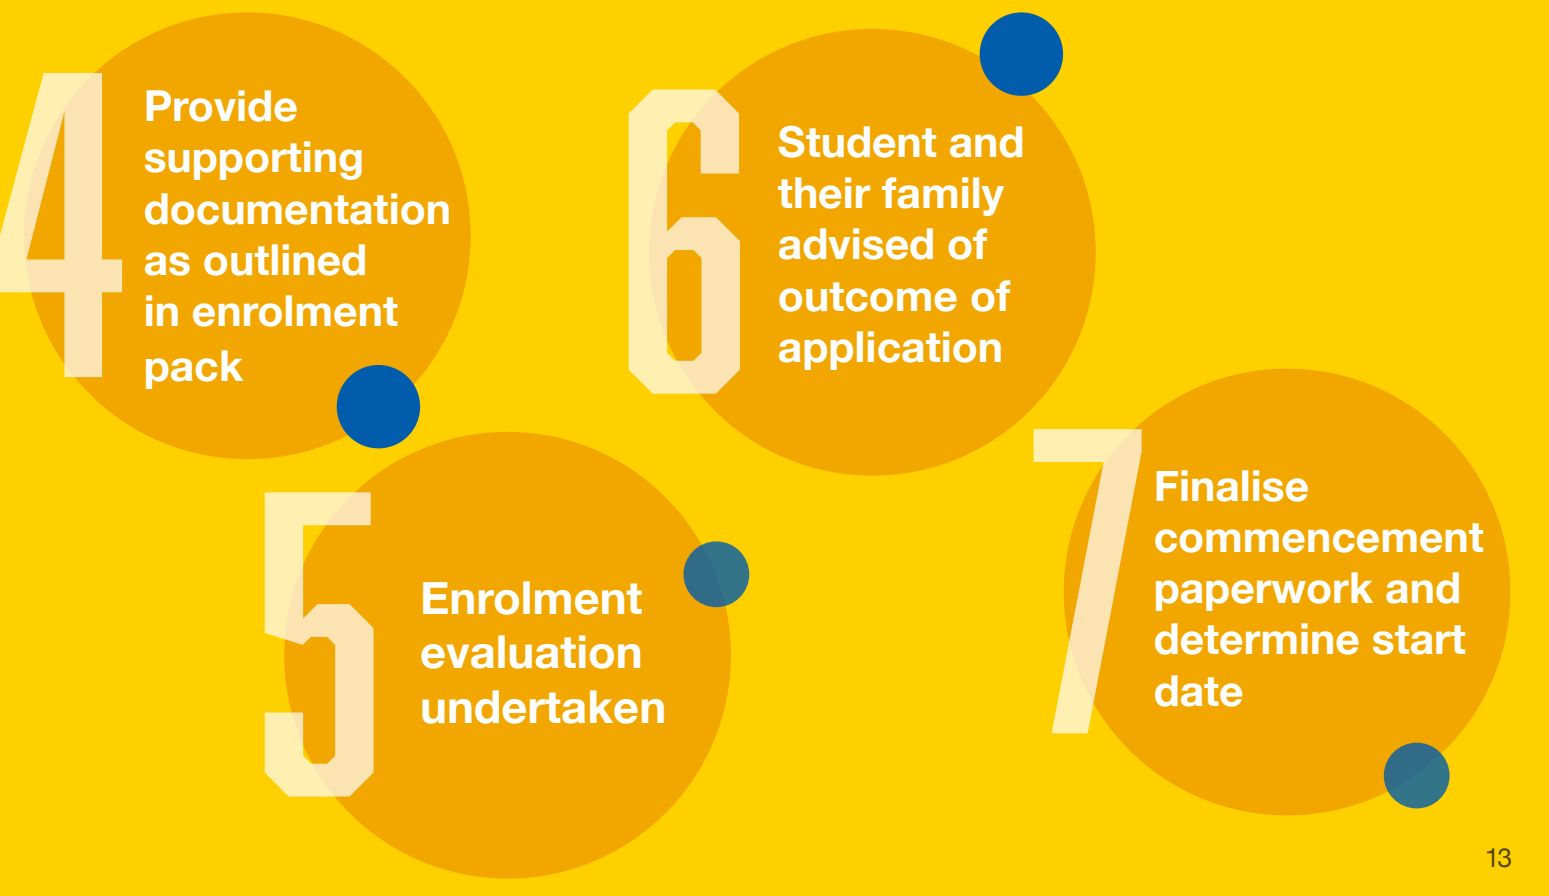 4
Provide
supporting
documentation
as outlined
in enrolment
pack
5
Enrolment
evaluation
undertaken
6
Student and
their family
advised of
outcome of
application
7
Finalise
commencement
paperwork and
determine start
date
13